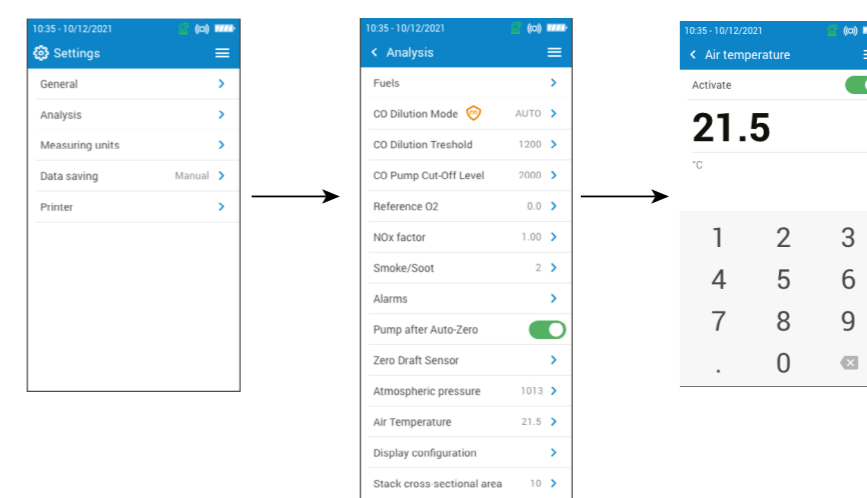 10:35 - 10/12/2021
Settings
General
Analysis
Measuring units
Data saving Manual
Printer
10:35 - 10/12/2021
Analysis
Fuels
CO Dilution Mode CO AUTO
CO Dilution Treshold 1200
CO Pump Cut-Off Level 2000
Reference O2 0.0
NOx factor 1.00
Smoke/Soot 2
Alarms
Pump after Auto-Zero
Zero Draft Sensor
Atmospheric pressure 1013
Air Temperature 21.5
Display configuration
Stack cross-sectional area 10
10:35 - 10/12/2021
Air temperature
Activate
21.5
°C
1 2 3
4 5 6
7 8 9
. 0